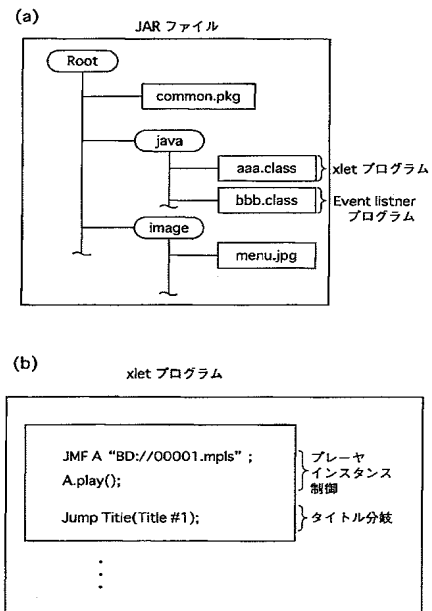 (a)
JAR ファイル
Root
common.pkg
java
aaa.class
xlet プログラム
bbb.class
Event listner
プログラム
image
menu.jpg
(b)
xlet プログラム
JMF A “BD://00001.mpls” ;
A.play();
プレーヤ
インスタンス
制御
Jump Title(Title #1);
タイトル分岐